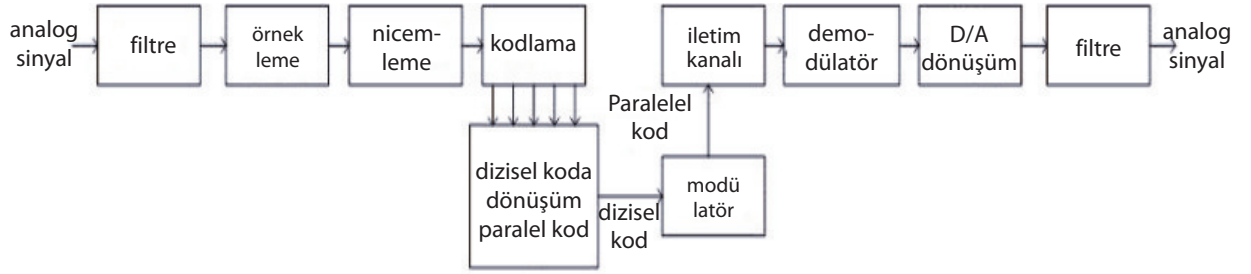 analog
sinyal
filtre
örnek
leme
nicem-
leme
kodlama
dizisel koda
dönüşüm
paralel kod
dizisel
kod
modü
latör
Paralelel
kod
iletim
kanalı
demo-
dülatör
D/A
dönüşüm
filtre
analog
sinyal